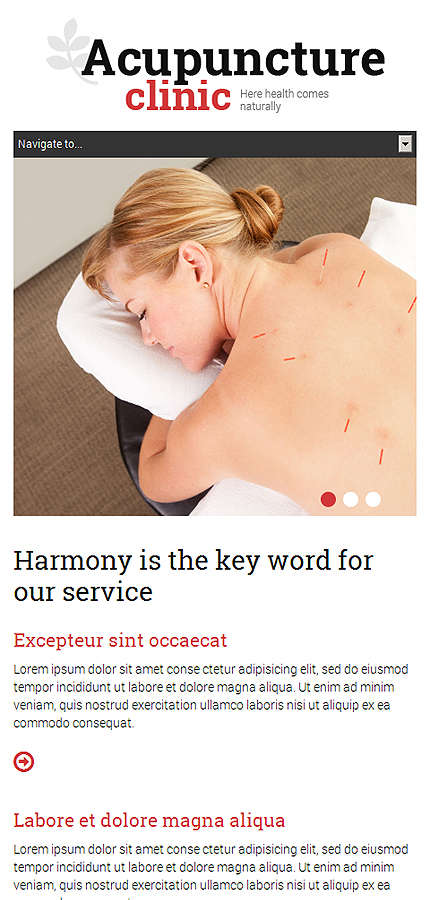 Acupuncture
clinic
Here health comes
naturally
Navigate to...
Harmony is the key word for
our service
Excepteur sint occaecat
Lorem ipsum dolor sit amet conse ctetur adipisicing elit, sed do eiusmod
tempor incididunt ut labore et dolore magna aliqua. Ut enim ad minim
veniam, quis nostrud exercitation ullamco laboris nisi ut aliquip ex ea
commodo consequat.
Labore et dolore magna aliqua
Lorem ipsum dolor sit amet conse ctetur adipisicing elit, sed do eiusmod
tempor incididunt ut labore et dolore magna aliqua. Ut enim ad minim
veniam, quis nostrud exercitation ullamco laboris nisi ut aliquip ex ea